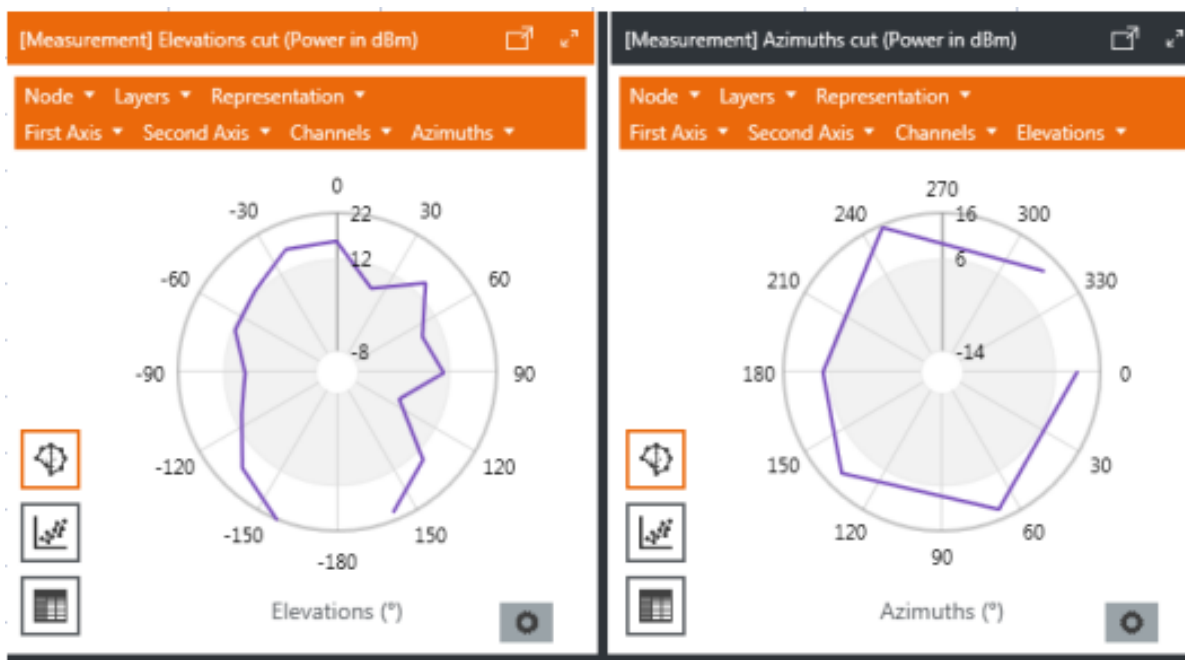 [Measurement] Elevations cut (Power in dBm)
Node Layers Representation
First Axis Second Axis Channels Azimuths
0
-30 22 30
12
-60 60
-8
-90 90
-120 120
-150 150
-180
Elevations (°)
[Measurement] Azimuths cut (Power in dBm)
Node Layers Representation
First Axis Second Axis Channels Elevations
270
240 16 300
6
210 330
-14
180 0
150 30
120 60
90
Azimuths (°)